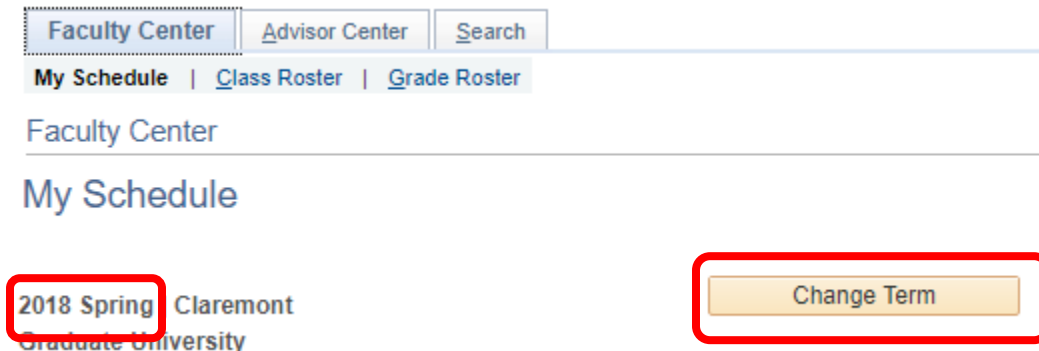 Faculty Center Advisor Center Search
My Schedule | Class Roster | Grade Roster
Faculty Center
My Schedule
2018 Spring Claremont Change Term
Graduate University